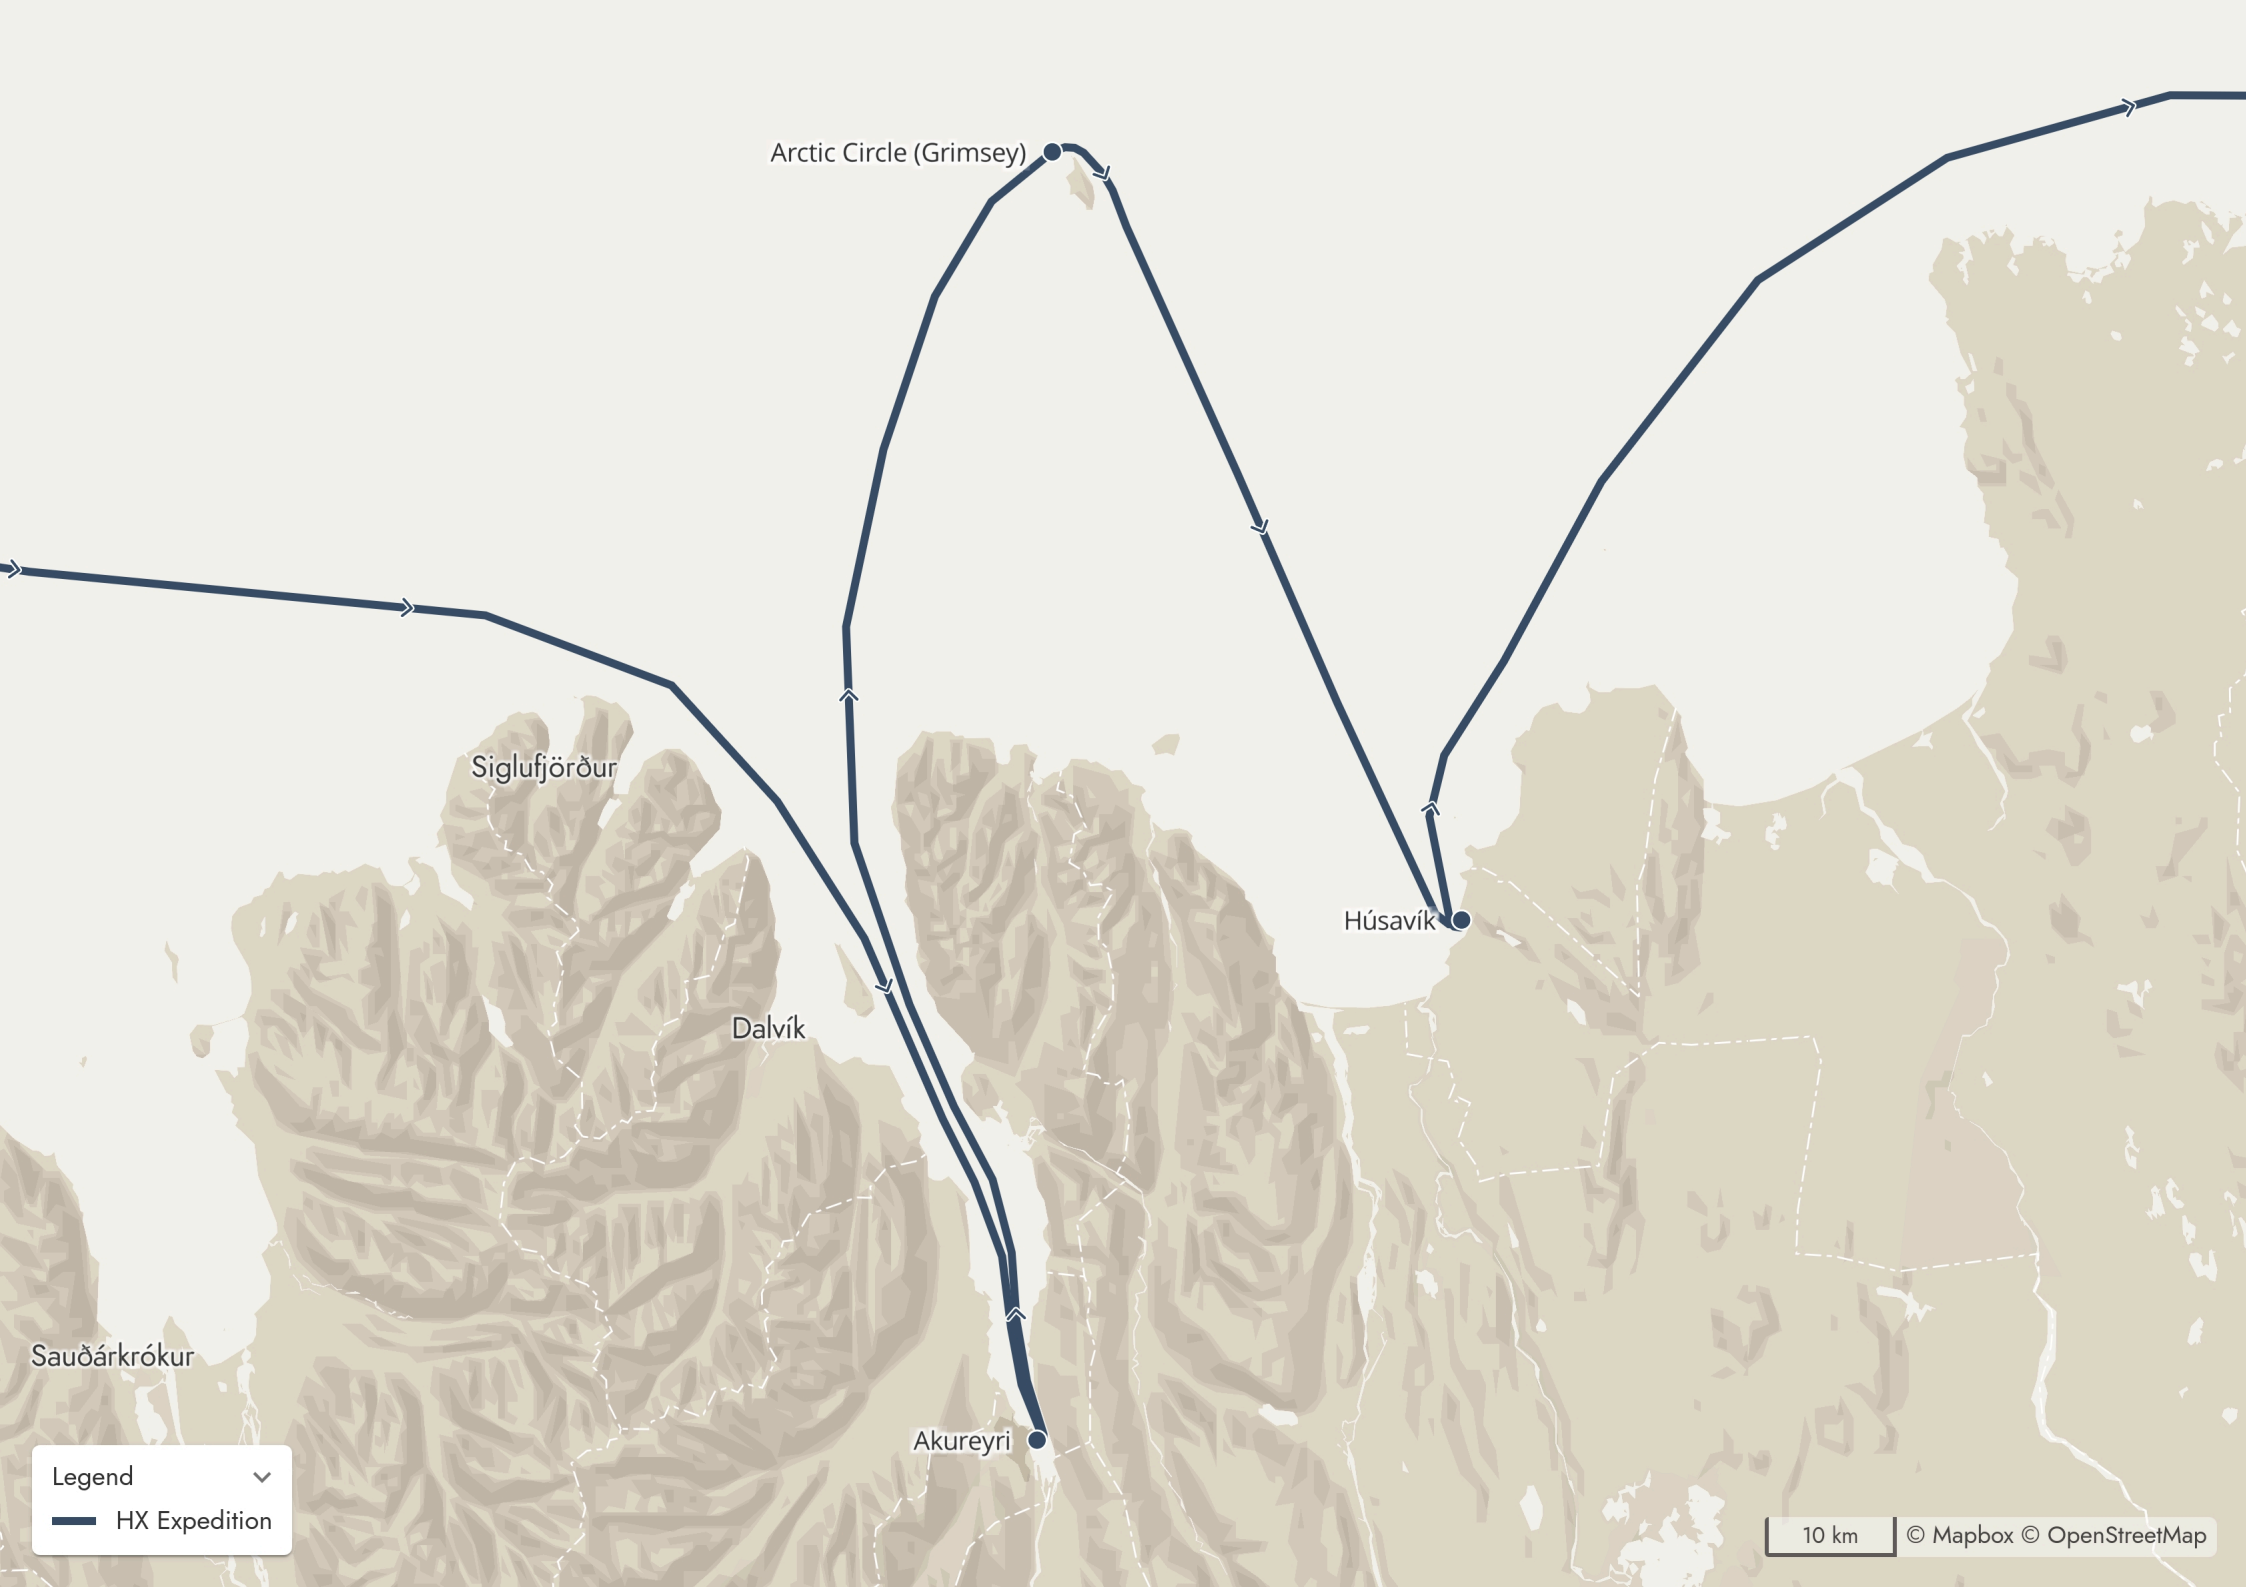 Arctic Circle (Grimsey)
Siglufjörður
Húsavík
Dalvík
Sauðárkrókur
Akureyri
Legend
HX Expedition
10 km
© Mapbox © OpenStreetMap